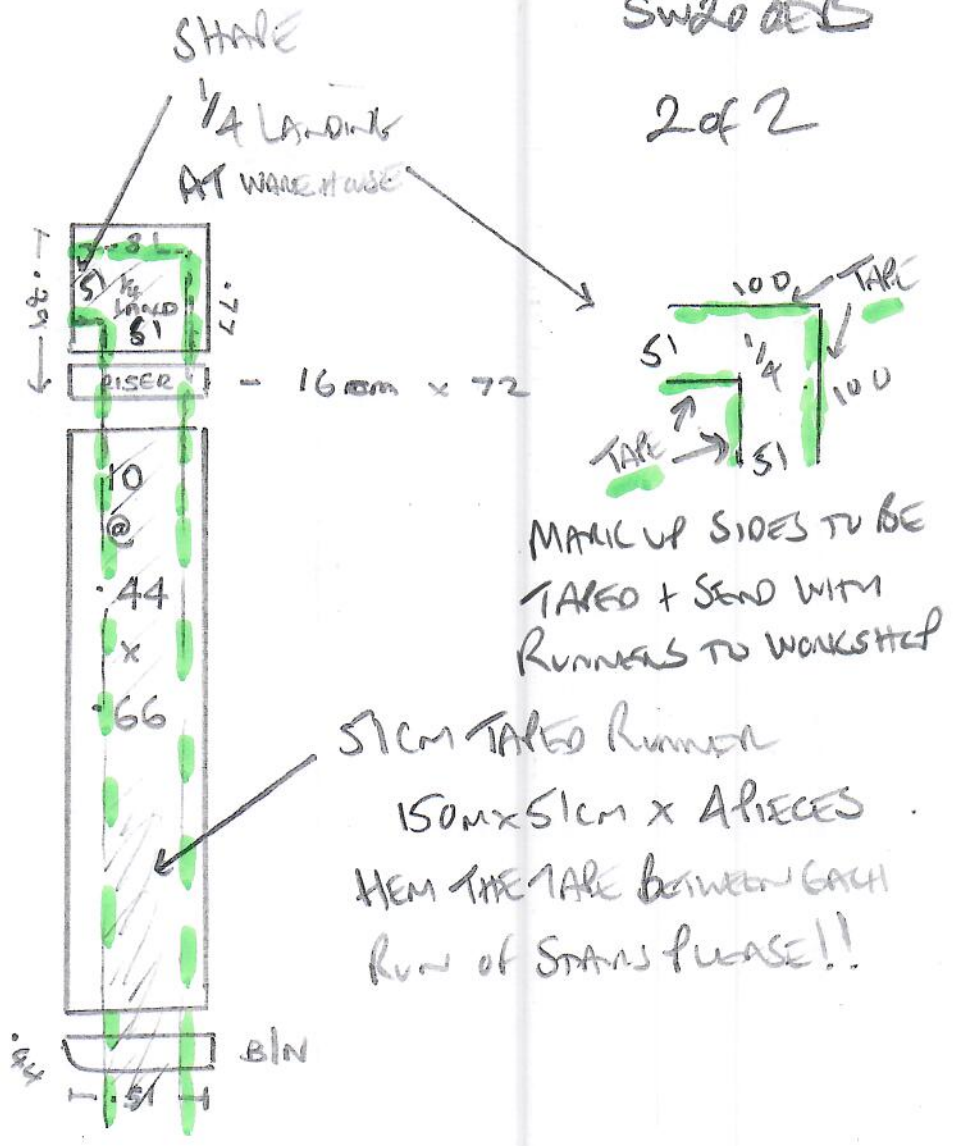 SHAPE
1/4 LANDING
AT WAREHOUSE
SW20
2 of 2
81
51 1/4
LAND
51
.77
RISER
- 16mm x 72
10
@
.44
x
.66
100
TAPE
51
1/4
100
TAPE
51
MARK UP SIDES TO BE
TAPED + SEND WITH
RUNNERS TO WORKSHOP
51CM TAPED RUNNER
150M x 51CM x 4 PIECES
HEM THE TAPE BETWEEN EACH
RUN OF STAIRS PLEASE!!
.44
B/N
.51